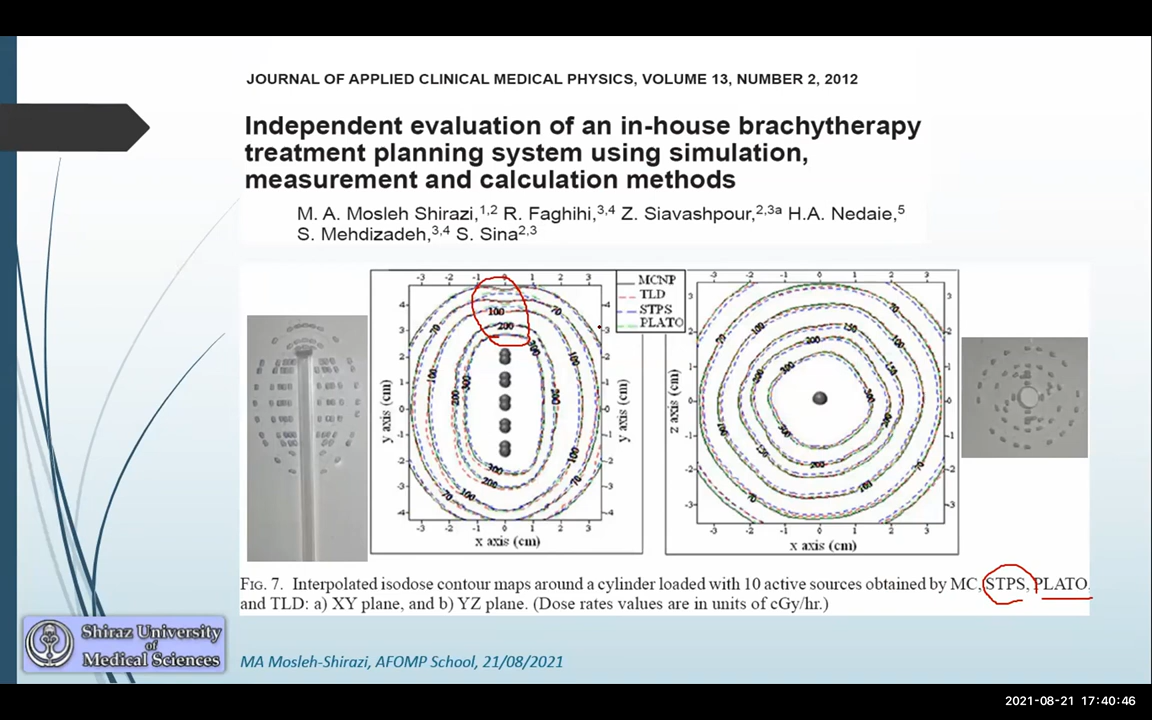 JOURNAL OF APPLIED CLINICAL MEDICAL PHYSICS, VOLUME 13, NUMBER 2, 2012
Independent evaluation of an in-house brachytherapy
treatment planning system using simulation,
measurement and calculation methods
M. A. Mosleh Shirazi,1,2 R. Faghihi,3,4 Z. Siavashpour,2,3a H.A. Nedaie,5
S. Mehdizadeh,3,4 S. Sina2,3
MCNP
TLD
STPS
PLATO
y axis (cm)
y axis (cm)
x axis (cm)
z axis (cm)
x axis (cm)
FIG. 7. Interpolated isodose contour maps around a cylinder loaded with 10 active sources obtained by MC, STPS, PLATO
and TLD: a) XY plane, and b) YZ plane. (Dose rates values are in units of cGy/hr.)
Shiraz University
of
Medical Sciences
MA Mosleh-Shirazi, AFOMP School, 21/08/2021
2021-08-21 17:40:46